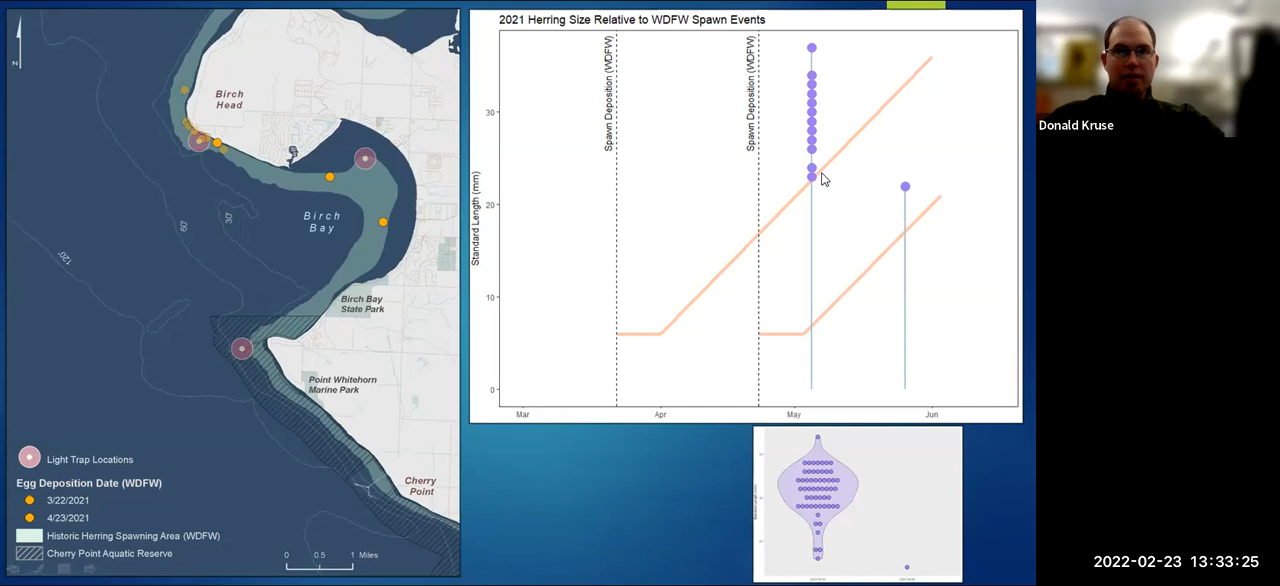 2021 Herring Size Relative to WDFW Spawn Events
Spawn Deposition (WDFW)
Spawn Deposition (WDFW)
Standard Length (mm)
30
20
10
0
Mar
Apr
May
Jun
Donald Kruse
N
Birch
Head
Birch
Bay
60'
30'
120'
Birch Bay
State Park
Point Whitehorn
Marine Park
Cherry
Point
Light Trap Locations
Egg Deposition Date (WDFW)
3/22/2021
4/23/2021
Historic Herring Spawning Area (WDFW)
Cherry Point Aquatic Reserve
0 0.5 1 Miles
2022-02-23 13:33:25